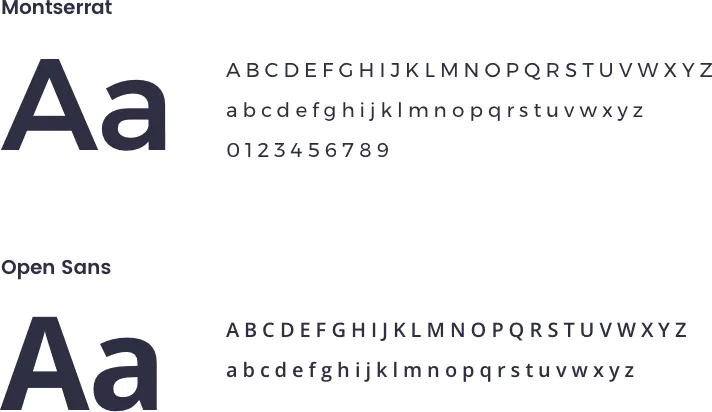 Montserrat
Aa
A B C D E F G H I J K L M N O P Q R S T U V W X Y Z
a b c d e f g h i j k l m n o p q r s t u v w x y z
0 1 2 3 4 5 6 7 8 9
Open Sans
Aa
A B C D E F G H I J K L M N O P Q R S T U V W X Y Z
a b c d e f g h i j k l m n o p q r s t u v w x y z